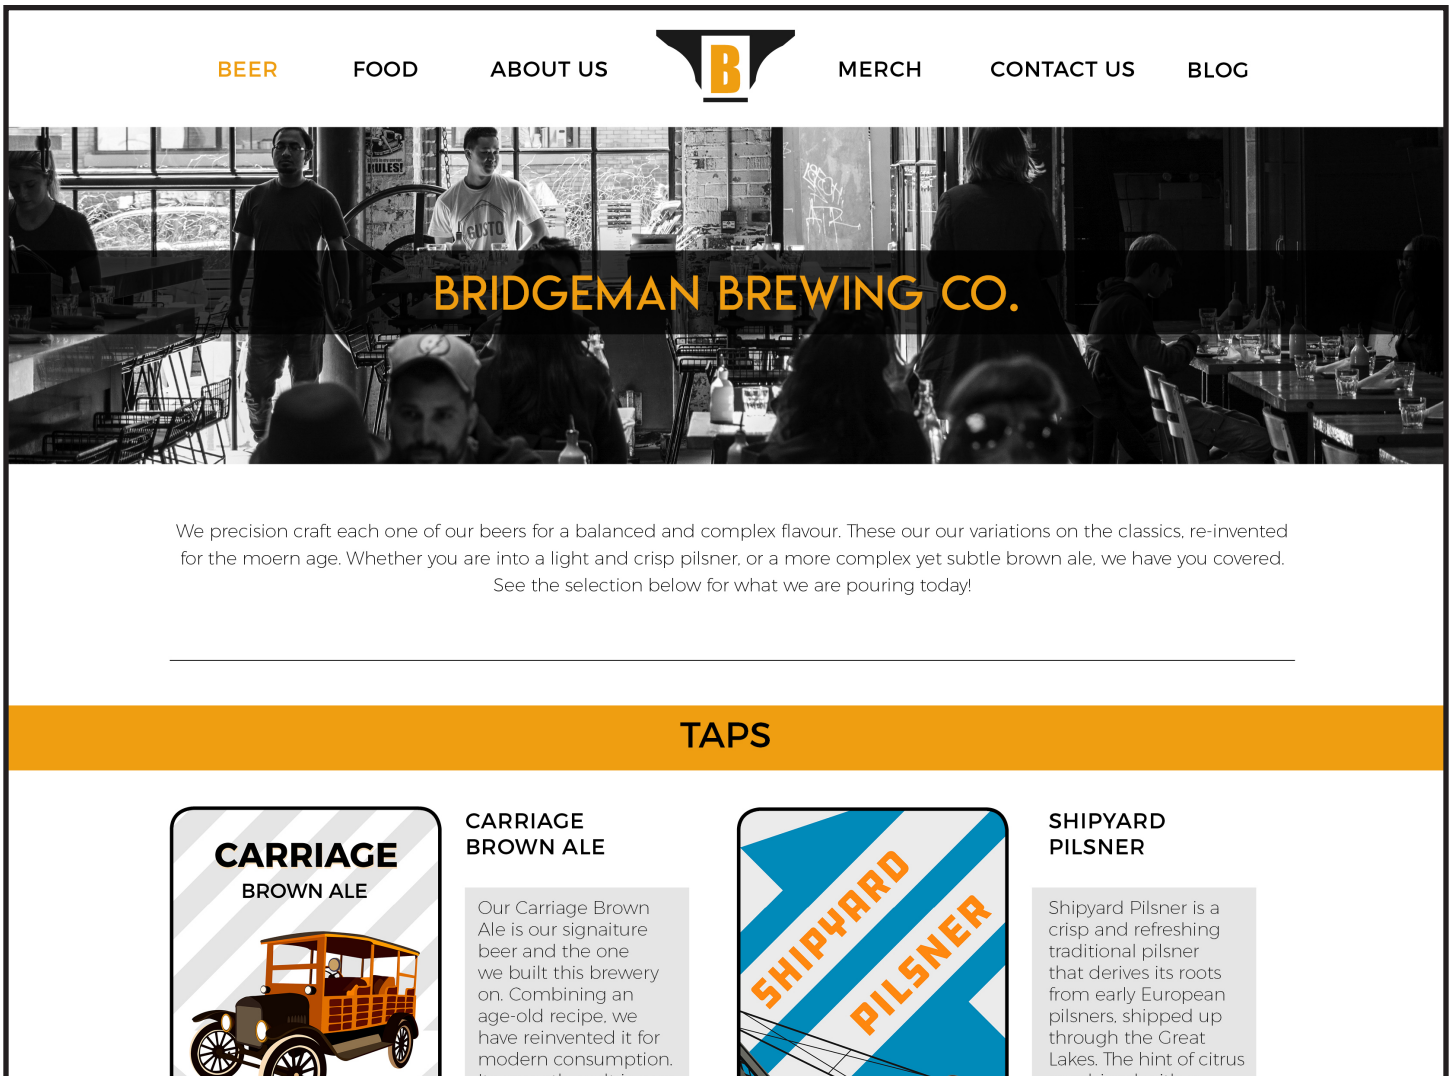 BEER FOOD ABOUT US B MERCH CONTACT US BLOG
RULES!
GUSTO
BRIDGEMAN BREWING CO.
We precision craft each one of our beers for a balanced and complex flavour. These our our variations on the classics, re-invented
for the moern age. Whether you are into a light and crisp pilsner, or a more complex yet subtle brown ale, we have you covered.
See the selection below for what we are pouring today!
TAPS
CARRIAGE
BROWN ALE
CARRIAGE
BROWN ALE
Our Carriage Brown
Ale is our signaiture
beer and the one
we built this brewery
on. Combining an
age-old recipe, we
have reinvented it for
modern consumption.
SHIPYARD
PILSNER
SHIPYARD
PILSNER
Shipyard Pilsner is a
crisp and refreshing
traditional pilsner
that derives its roots
from early European
pilsners, shipped up
through the Great
Lakes. The hint of citrus